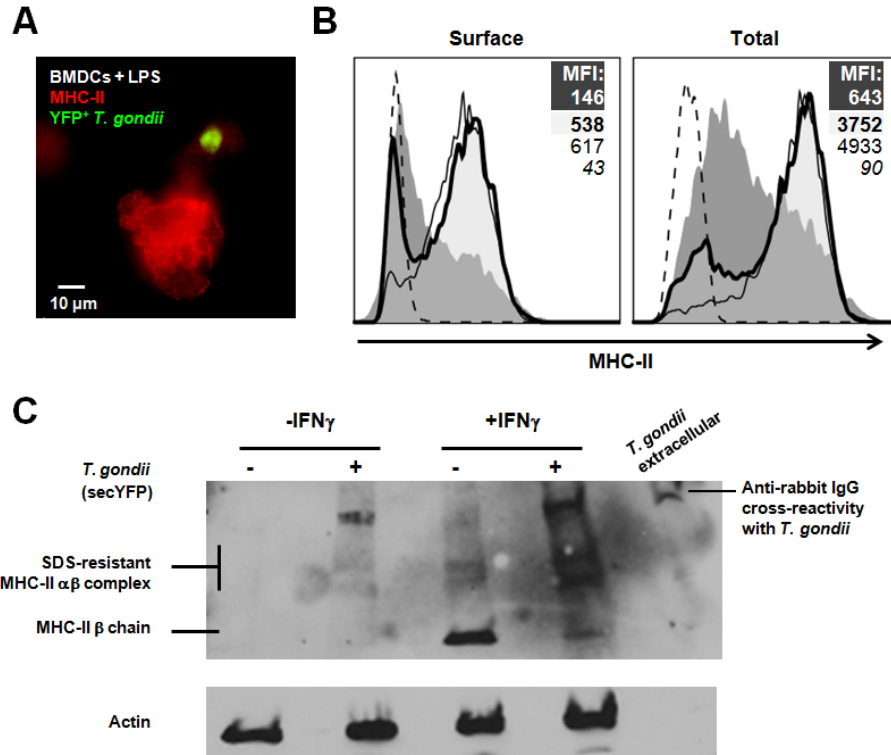 A
BMDCs + LPS
MHC-II
YFP⁺ T. gondii
10 µm
B
Surface
MFI:
146
538
617
43
Total
MFI:
643
3752
4933
90
MHC-II
C
-IFNγ
+IFNγ
T. gondii
extracellular
T. gondii
(secYFP)
- + - +
Anti-rabbit IgG
cross-reactivity
with T. gondii
SDS-resistant
MHC-II αβ complex
MHC-II β chain
Actin